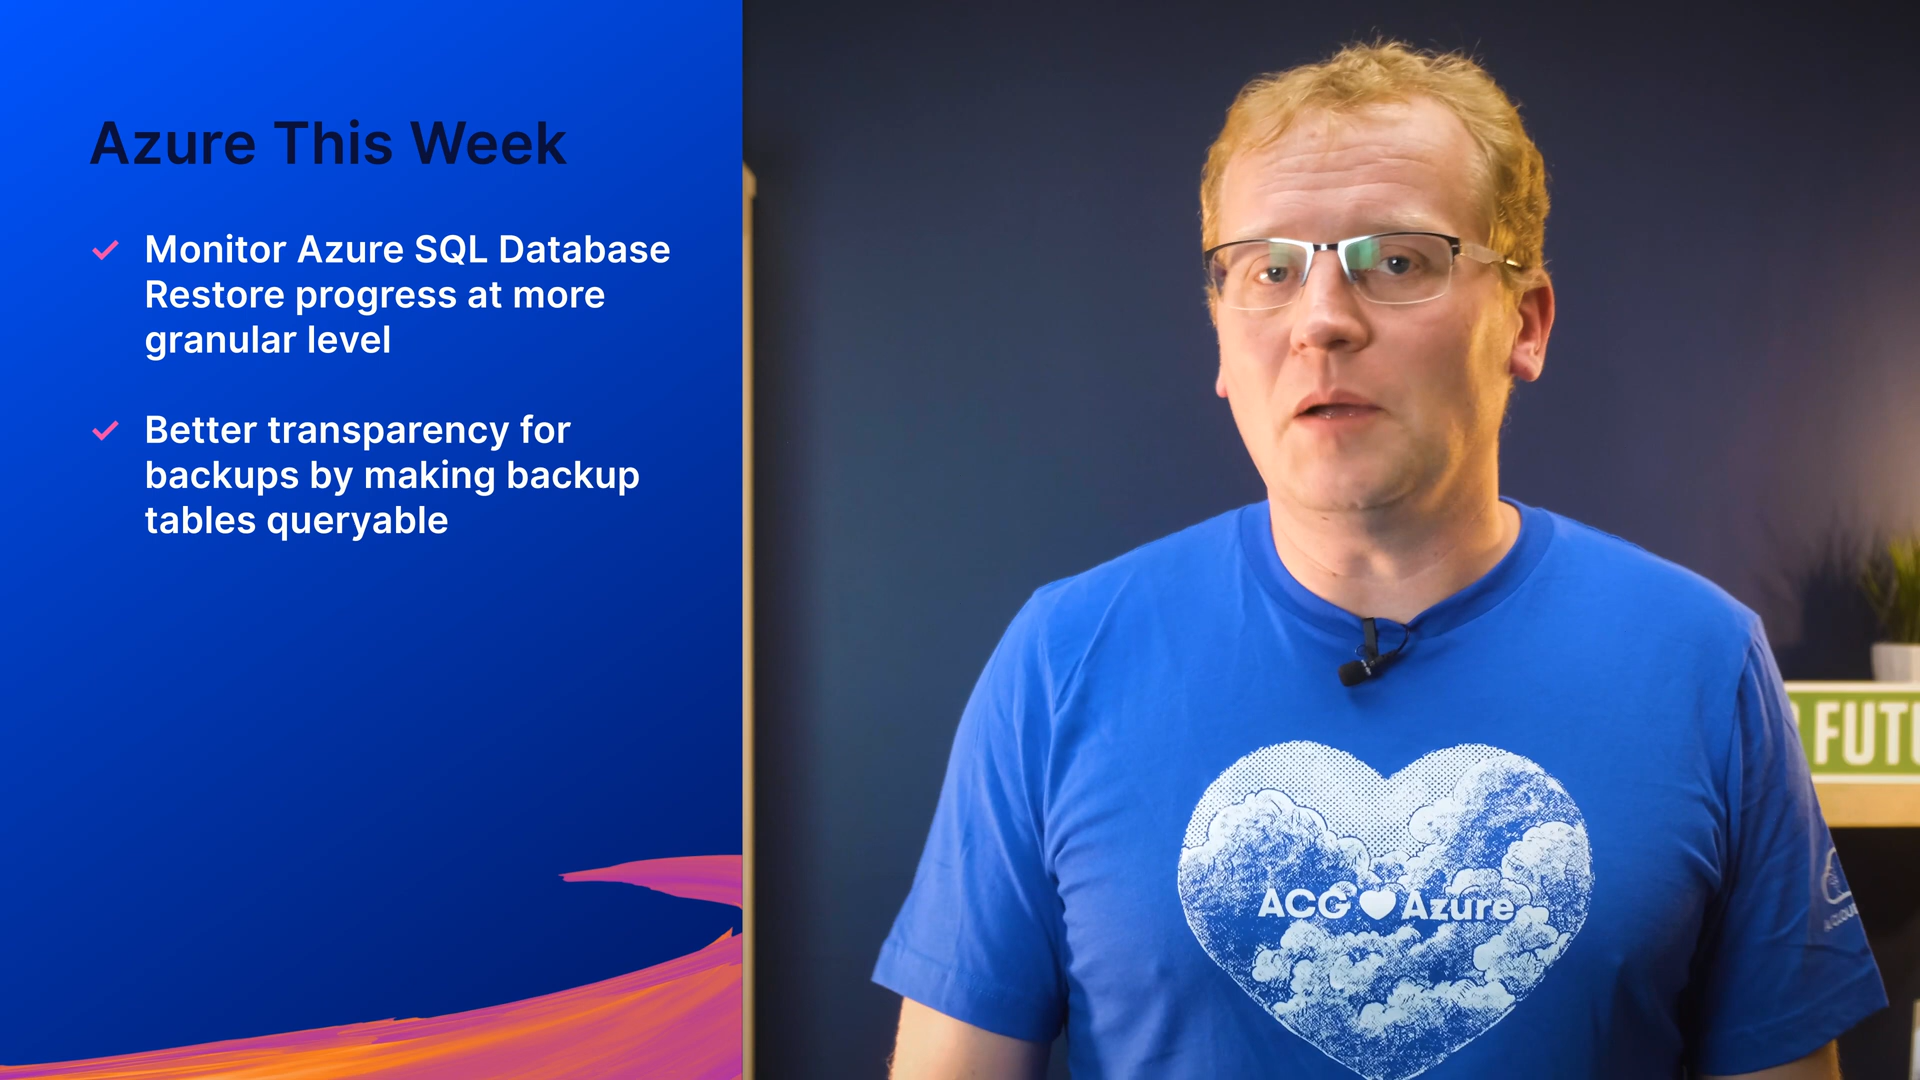 Azure This Week
Monitor Azure SQL Database
Restore progress at more
granular level
Better transparency for
backups by making backup
tables queryable
FUTU
ACG Azure